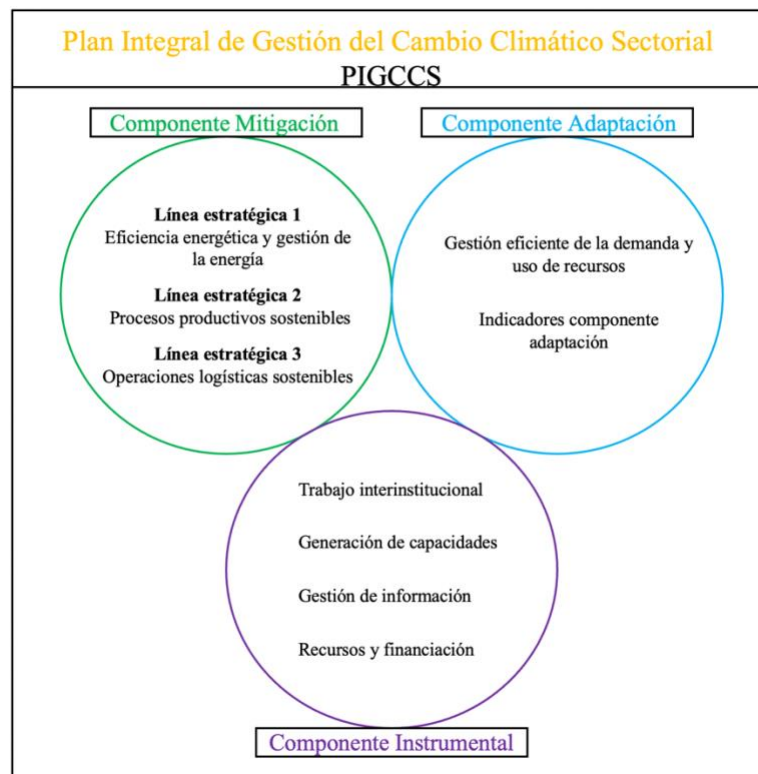 Plan Integral de Gestión del Cambio Climático Sectorial
PIGCCS
Componente Mitigación
Línea estratégica 1
Eficiencia energética y gestión de
la energía
Línea estratégica 2
Procesos productivos sostenibles
Línea estratégica 3
Operaciones logísticas sostenibles
Componente Adaptación
Gestión eficiente de la demanda y
uso de recursos
Indicadores componente
adaptación
Trabajo interinstitucional
Generación de capacidades
Gestión de información
Recursos y financiación
Componente Instrumental